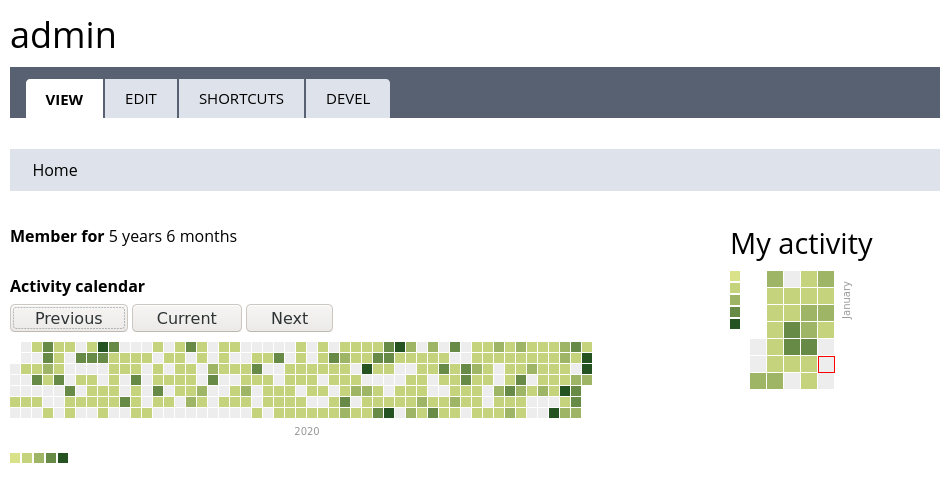 admin
VIEW EDIT SHORTCUTS DEVEL
Home
Member for 5 years 6 months
Activity calendar
Previous Current Next
2020
My activity
January